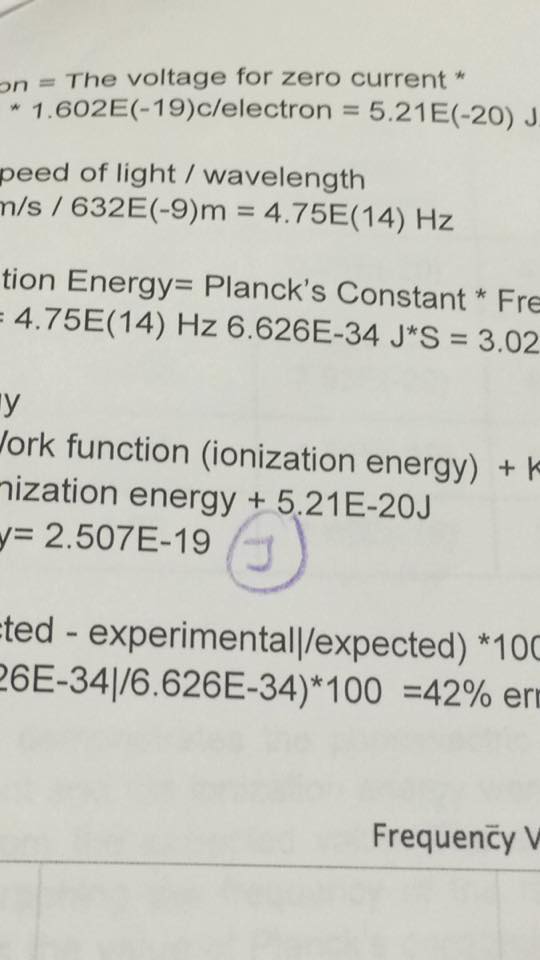 on = The voltage for zero current *
* 1.602E(-19)c/electron = 5.21E(-20) J
peed of light / wavelength
m/s / 632E(-9)m = 4.75E(14) Hz
tion Energy= Planck's Constant * Fre
= 4.75E(14) Hz 6.626E-34 J*S = 3.02
y
Work function (ionization energy) + K
nization energy + 5.21E-20J
y= 2.507E-19 J
cted - experimental|/expected) *100
26E-34|/6.626E-34)*100 =42% err
Frequency V